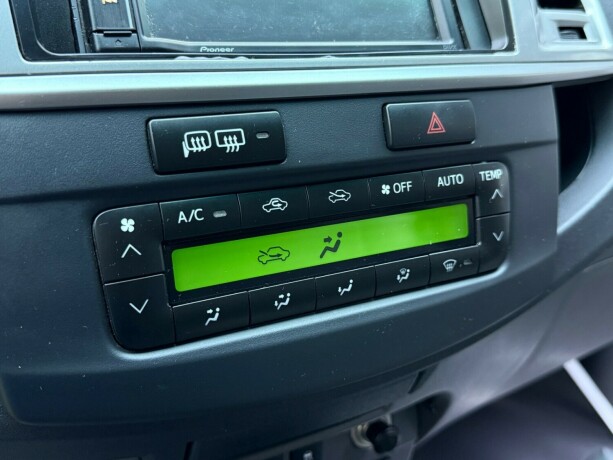 Pioneer
A/C
OFF
AUTO
TEMP